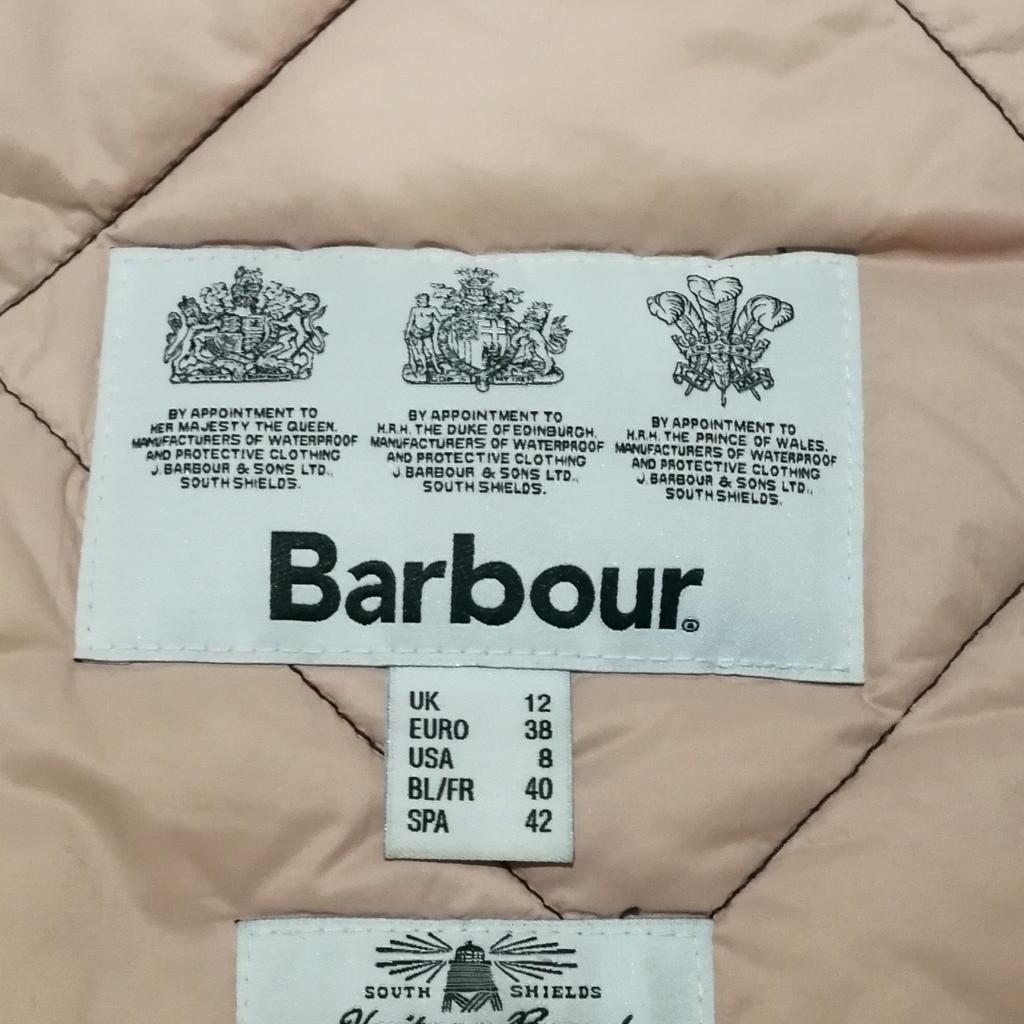 BY APPOINTMENT TO
HER MAJESTY THE QUEEN.
MANUFACTURERS OF WATERPROOF
AND PROTECTIVE CLOTHING
J. BARBOUR & SONS LTD.,
SOUTH SHIELDS.
BY APPOINTMENT TO
H.R.H. THE DUKE OF EDINBURGH.
MANUFACTURERS OF WATERPROOF
AND PROTECTIVE CLOTHING
J. BARBOUR & SONS LTD.,
SOUTH SHIELDS.
BY APPOINTMENT TO
H.R.H. THE PRINCE OF WALES.
MANUFACTURERS OF WATERPROOF
AND PROTECTIVE CLOTHING
J. BARBOUR & SONS LTD.,
SOUTH SHIELDS.
Barbour®
UK 12
EURO 38
USA 8
BL/FR 40
SPA 42
SOUTH SHIELDS